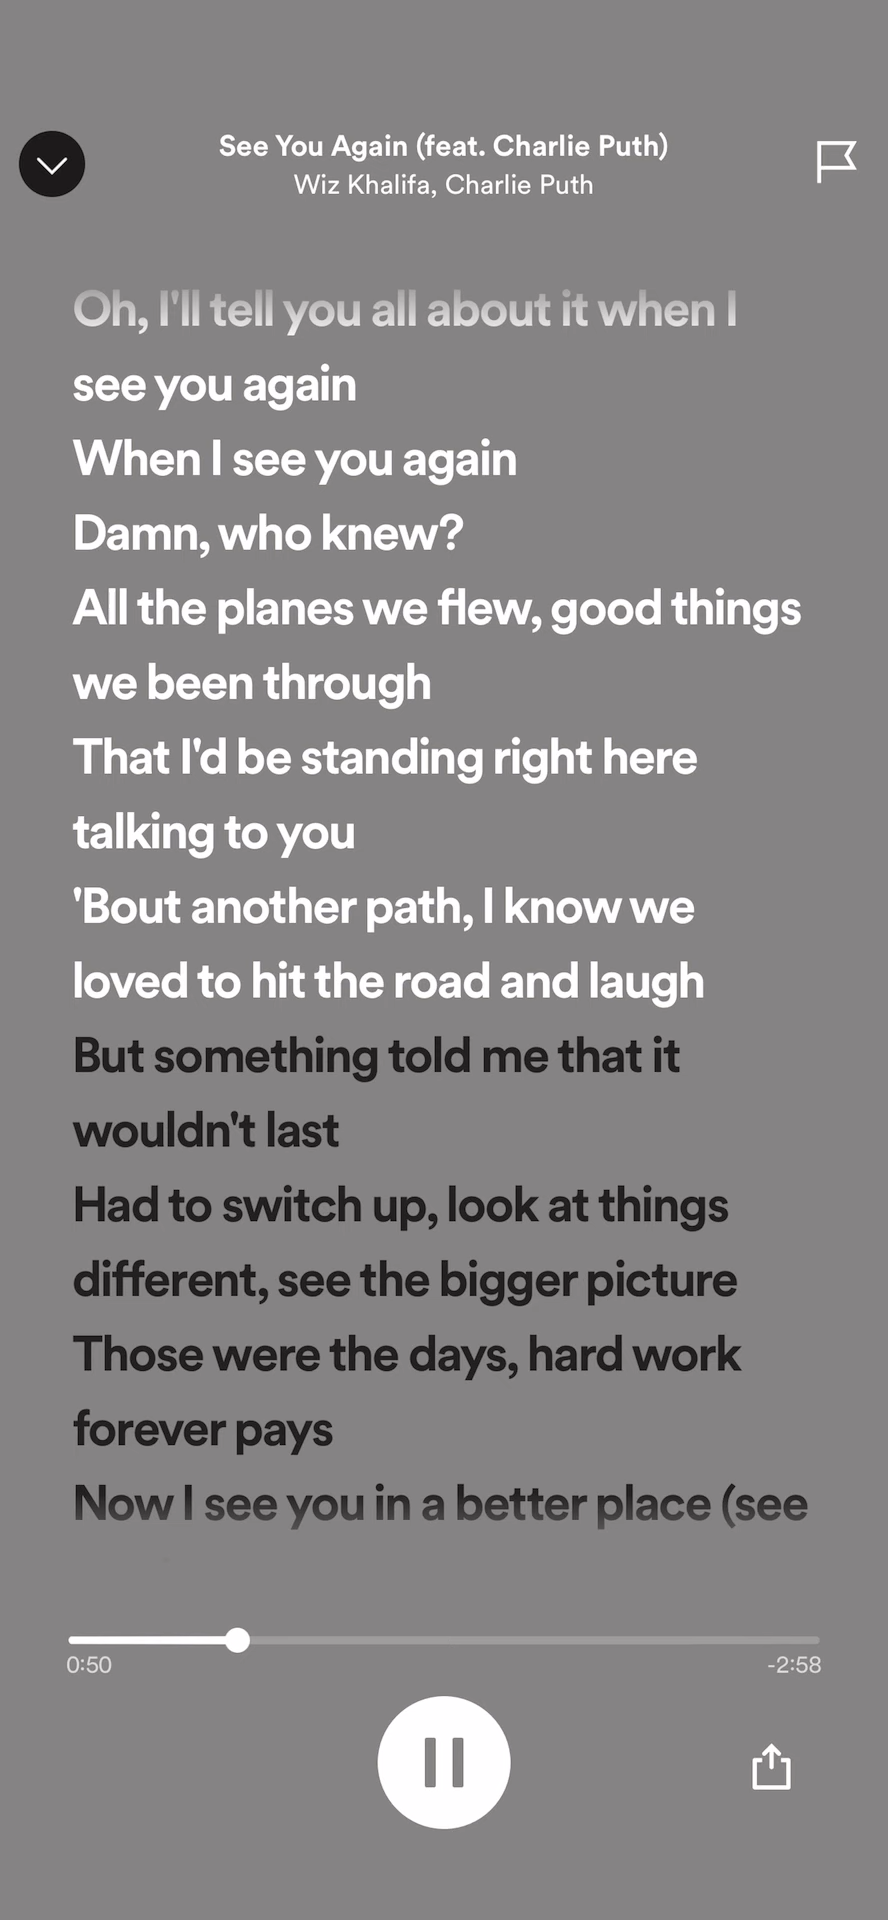 See You Again (feat. Charlie Puth)
Wiz Khalifa, Charlie Puth
Oh, I'll tell you all about it when I
see you again
When I see you again
Damn, who knew?
All the planes we flew, good things
we been through
That I'd be standing right here
talking to you
'Bout another path, I know we
loved to hit the road and laugh
But something told me that it
wouldn't last
Had to switch up, look at things
different, see the bigger picture
Those were the days, hard work
forever pays
Now I see you in a better place (see
0:50
-2:58